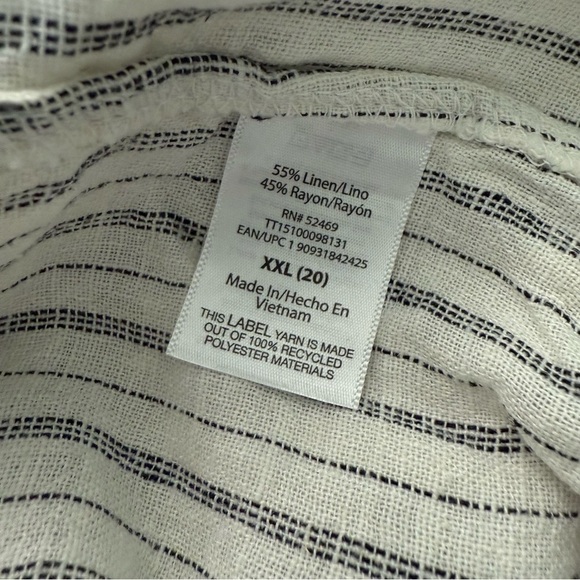 55% Linen/Lino
45% Rayon/Rayón
RN# 52469
TT15100098131
EAN/UPC 1 90931842425
XXL (20)
Made In/Hecho En
Vietnam
THIS LABEL YARN IS MADE
OUT OF 100% RECYCLED
POLYESTER MATERIALS